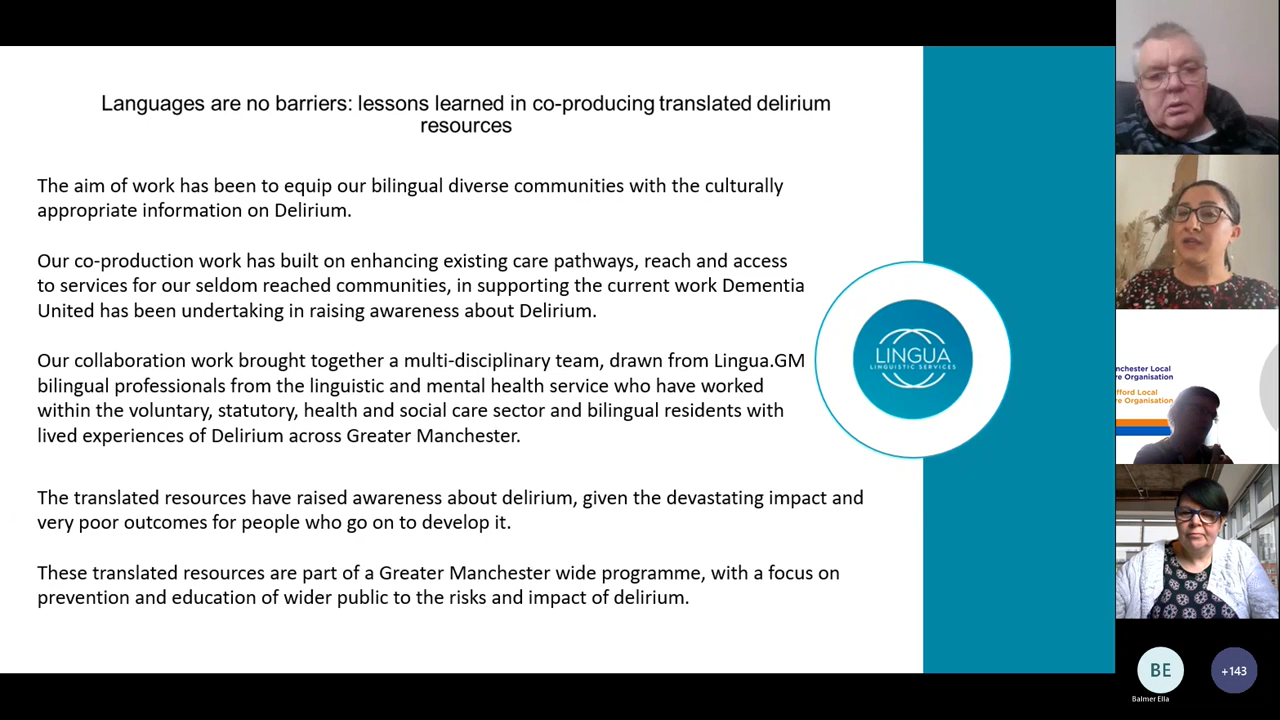 Languages are no barriers: lessons learned in co-producing translated delirium
resources
The aim of work has been to equip our bilingual diverse communities with the culturally
appropriate information on Delirium.
Our co-production work has built on enhancing existing care pathways, reach and access
to services for our seldom reached communities, in supporting the current work Dementia
United has been undertaking in raising awareness about Delirium.
Our collaboration work brought together a multi-disciplinary team, drawn from Lingua.GM
bilingual professionals from the linguistic and mental health service who have worked
within the voluntary, statutory, health and social care sector and bilingual residents with
lived experiences of Delirium across Greater Manchester.
The translated resources have raised awareness about delirium, given the devastating impact and
very poor outcomes for people who go on to develop it.
These translated resources are part of a Greater Manchester wide programme, with a focus on
prevention and education of wider public to the risks and impact of delirium.
LINGUA
LINGUISTIC SERVICES
nchester Local
re Organisation
fford Local
re Organisation
BE
+143
Balmer Ella